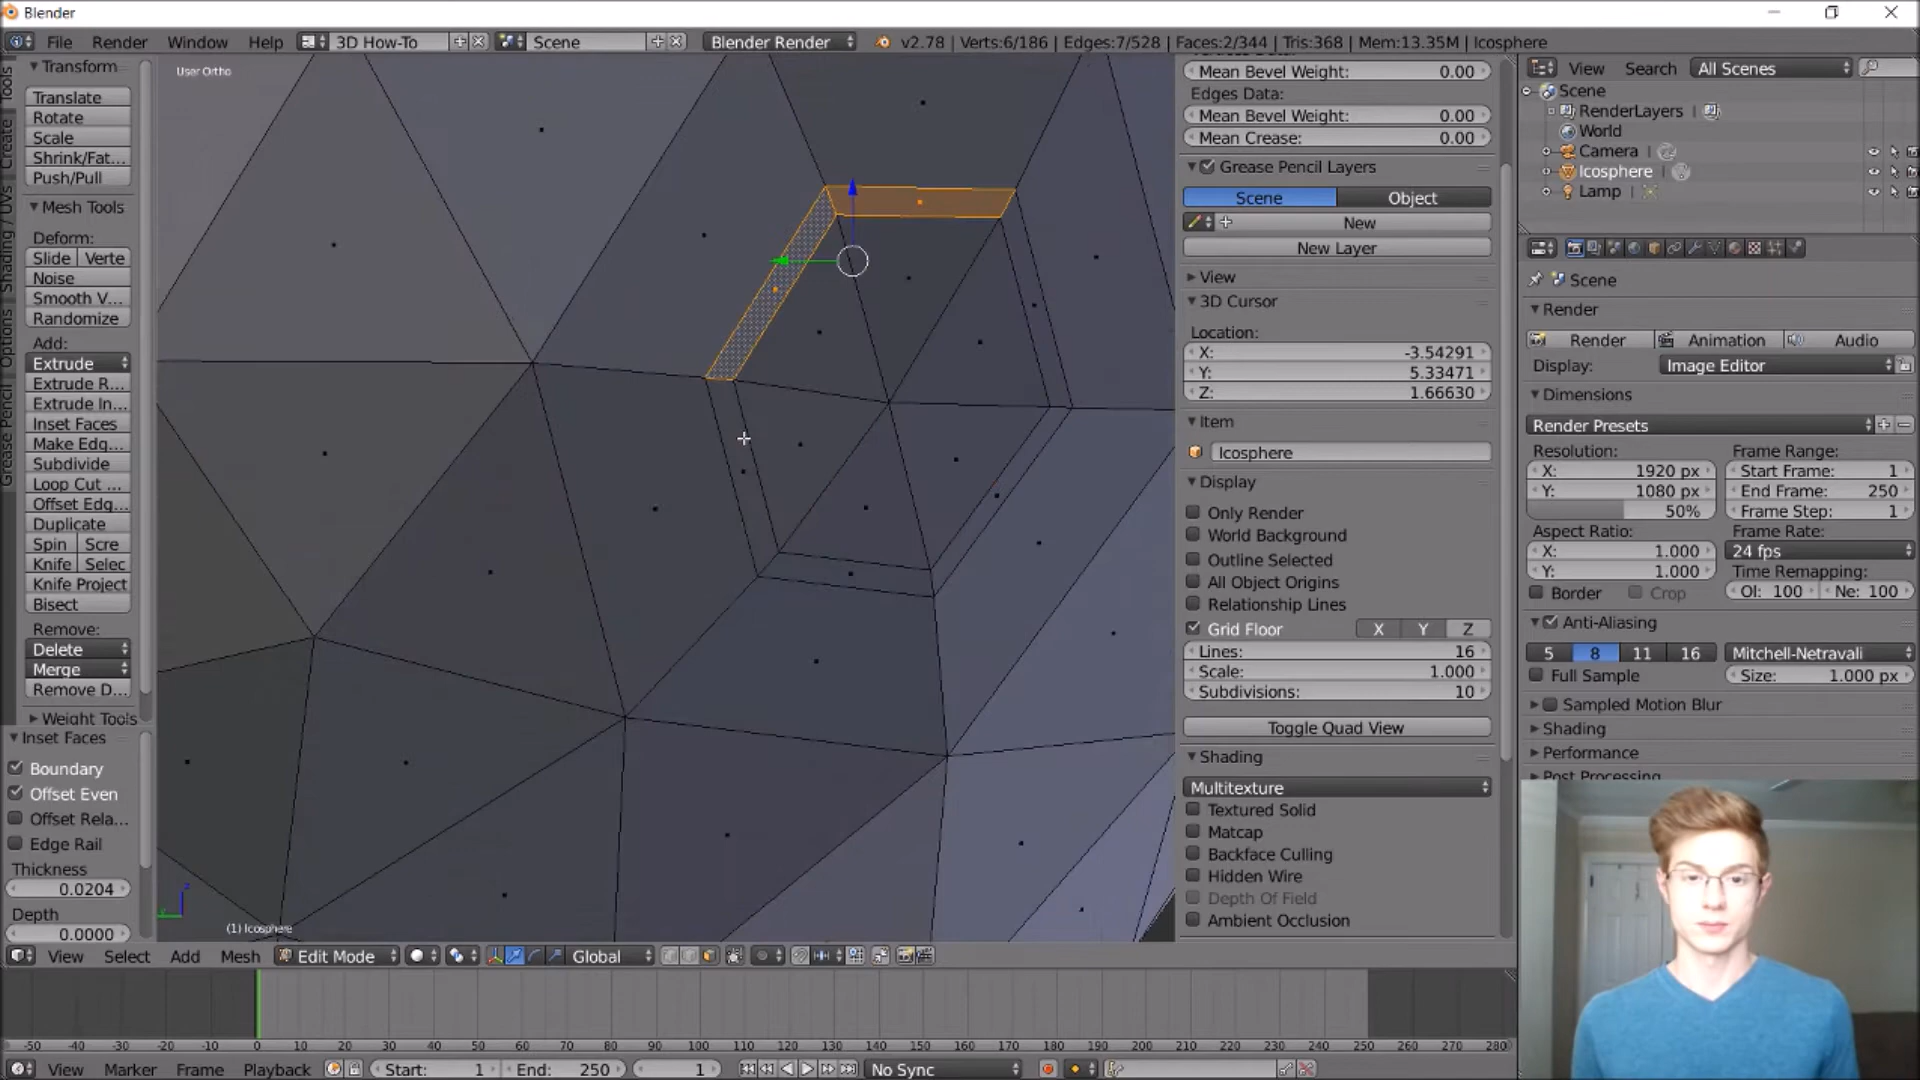 Blender
File Render Window Help 3D How-To Scene Blender Render v2.78 | Verts:6/186 | Edges:7/528 | Faces:2/344 | Tris:368 | Mem:13.35M | Icosphere
Tools
Create
Shading / UVs
Options
Grease Pencil
Transform
Translate
Rotate
Scale
Shrink/Fat...
Push/Pull
Mesh Tools
Deform:
Slide Verte
Noise
Smooth V...
Randomize
Add:
Extrude
Extrude R...
Extrude In...
Inset Faces
Make Edg...
Subdivide
Loop Cut ...
Offset Edg...
Duplicate
Spin Scre
Knife Selec
Knife Project
Bisect
Remove:
Delete
Merge
Remove D...
Weight Tools
Inset Faces
Boundary
Offset Even
Offset Rela...
Edge Rail
Thickness
0.0204
Depth
0.0000
User Ortho
(1) Icosphere
Mean Bevel Weight: 0.00
Edges Data:
Mean Bevel Weight: 0.00
Mean Crease: 0.00
Grease Pencil Layers
Scene Object
New
New Layer
View
3D Cursor
Location:
X: -3.54291
Y: 5.33471
Z: 1.66630
Item
Icosphere
Display
Only Render
World Background
Outline Selected
All Object Origins
Relationship Lines
Grid Floor X Y Z
Lines: 16
Scale: 1.000
Subdivisions: 10
Toggle Quad View
Shading
Multitexture
Textured Solid
Matcap
Backface Culling
Hidden Wire
Depth Of Field
Ambient Occlusion
View Search All Scenes
Scene
RenderLayers
World
Camera
Icosphere
Lamp
Scene
Render
Render Animation Audio
Display: Image Editor
Dimensions
Render Presets
Resolution: Frame Range:
X: 1920 px Start Frame: 1
Y: 1080 px End Frame: 250
50% Frame Step: 1
Aspect Ratio: Frame Rate:
X: 1.000 24 fps
Y: 1.000 Time Remapping:
Border Crop Ol: 100 Ne: 100
Anti-Aliasing
5 8 11 16 Mitchell-Netravali
Full Sample Size: 1.000 px
Sampled Motion Blur
Shading
Performance
Post Processing
View Select Add Mesh Edit Mode Global
-50 -40 -30 -20 -10 0 10 20 30 40 50 60 70 80 90 100 110 120 130 140 150 160 170 180 190 200 210 220 230 240 250 260 270 280
View Marker Frame Playback Start: 1 End: 250 1 No Sync